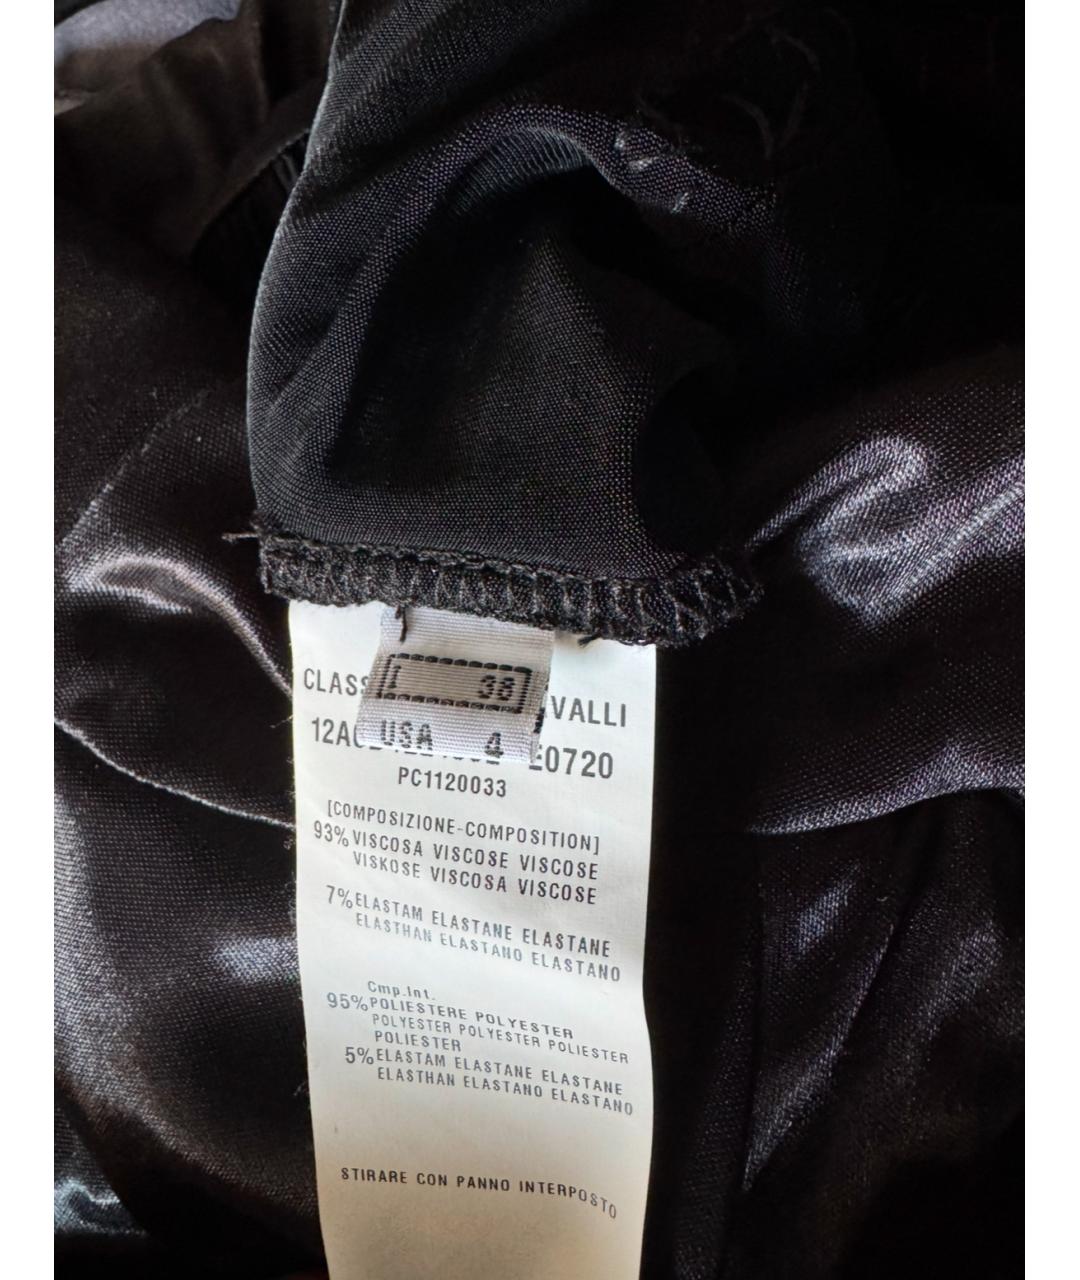 I 38
USA 4
CLASS VALLI
12A E0720
PC1120033
[COMPOSIZIONE-COMPOSITION]
93% VISCOSA VISCOSE VISCOSE
VISKOSE VISCOSA VISCOSE
7% ELASTAM ELASTANE ELASTANE
ELASTHAN ELASTANO ELASTANO
Cmp.Int.
95% POLIESTERE POLYESTER
POLYESTER POLYESTER POLIESTER
POLIESTER
5% ELASTAM ELASTANE ELASTANE
ELASTHAN ELASTANO ELASTANO
STIRARE CON PANNO INTERPOSTO